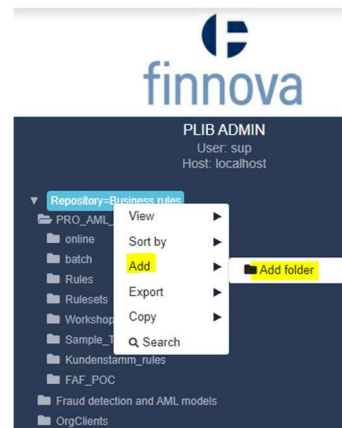 finnova
PLIB ADMIN
User: sup
Host: localhost
Repository=Business rules
PRO_AML_
View
online
Sort by
batch
Add
Add folder
Rules
Export
Rulesets
Copy
Workshop
Search
Sample_T
Kundenstamm_rules
FAF_POC
Fraud detection and AML models
OrgClients